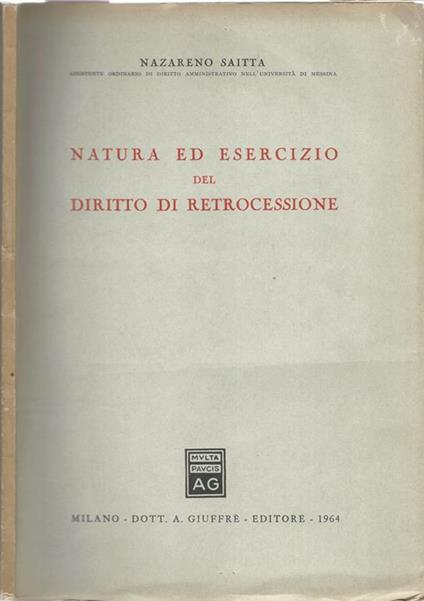 NAZARENO SAITTA
ASSISTENTE ORDINARIO DI DIRITTO AMMINISTRATIVO NELL'UNIVERSITÀ DI MESSINA
NATURA ED ESERCIZIO
DEL
DIRITTO DI RETROCESSIONE
MVLTA
PAVCIS
AG
MILANO - DOTT. A. GIUFFRÈ - EDITORE - 1964